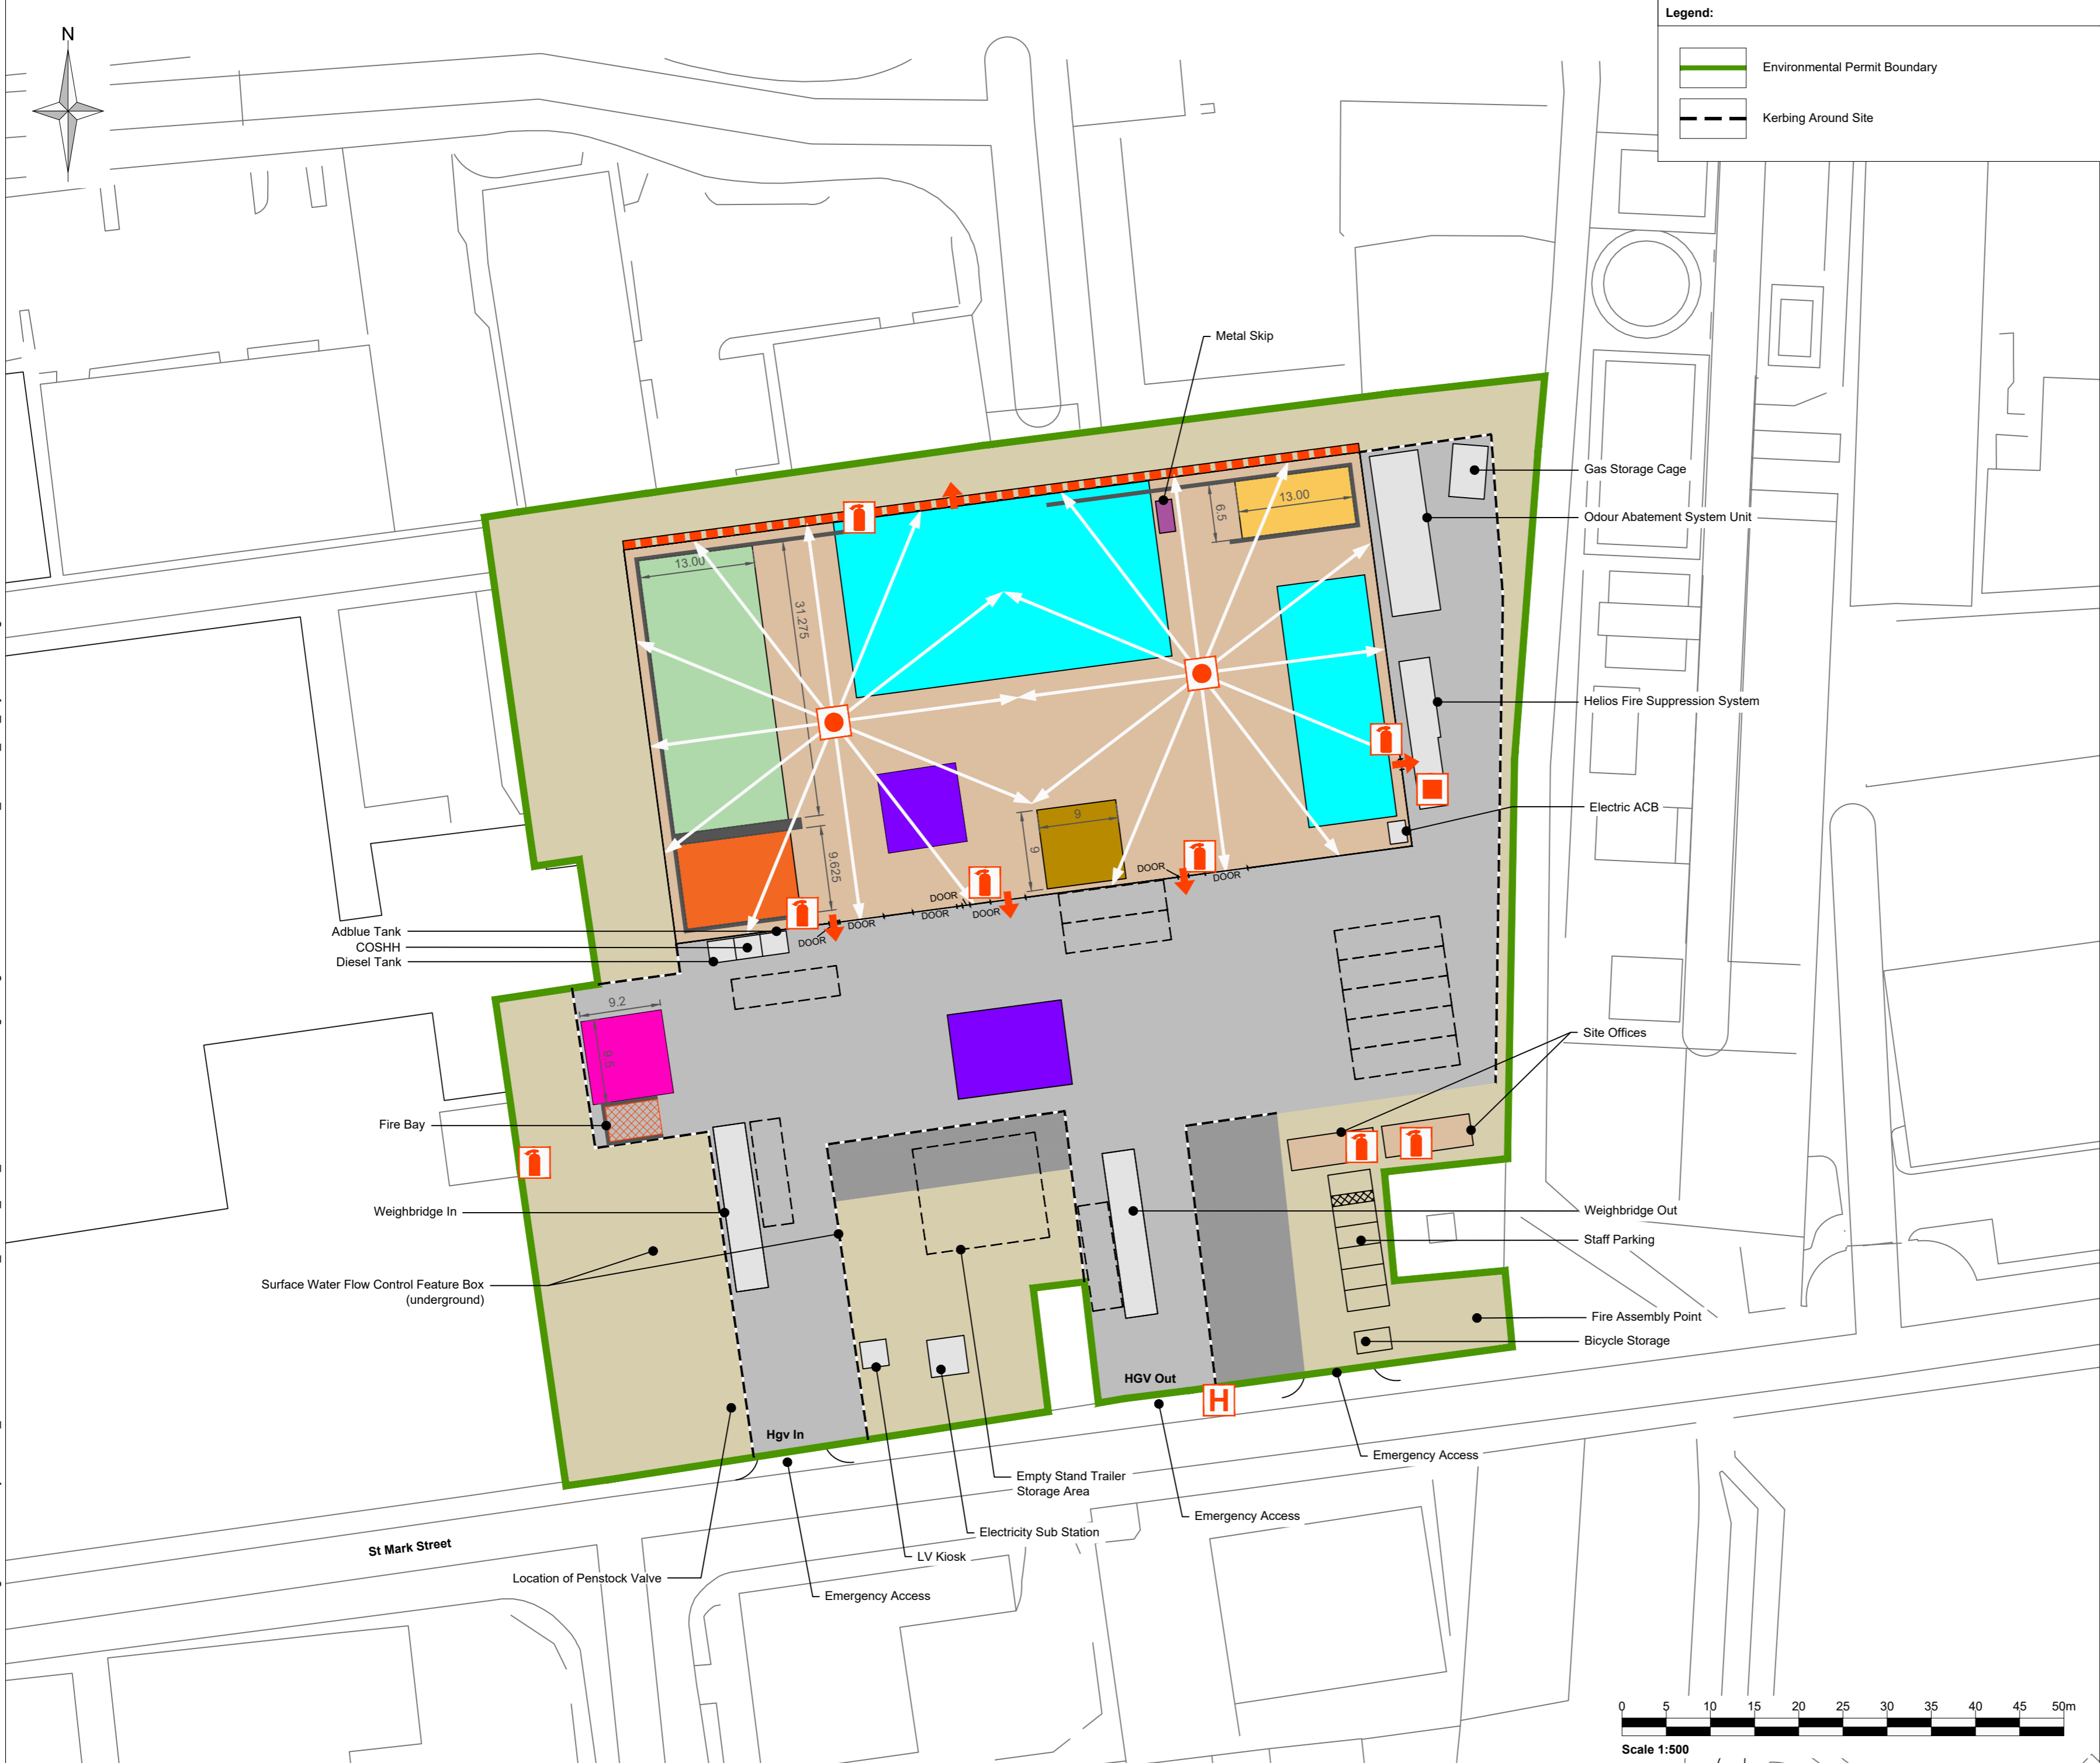 Legend:
Environmental Permit Boundary
Kerbing Around Site
N
Metal Skip
Gas Storage Cage
Odour Abatement System Unit
13.00
6.5
13.00
31.275
Helios Fire Suppression System
Electric ACB
9
9
9.625
DOOR
DOOR
DOOR
DOOR
DOOR
DOOR
DOOR
Adblue Tank
COSHH
Diesel Tank
9.2
9.5
Site Offices
Fire Bay
Weighbridge In
Weighbridge Out
Staff Parking
Surface Water Flow Control Feature Box
(underground)
Fire Assembly Point
Bicycle Storage
HGV Out
H
Hgv In
Emergency Access
Empty Stand Trailer
Storage Area
Emergency Access
Electricity Sub Station
LV Kiosk
St Mark Street
Location of Penstock Valve
Emergency Access
0 5 10 15 20 25 30 35 40 45 50m
Scale 1:500